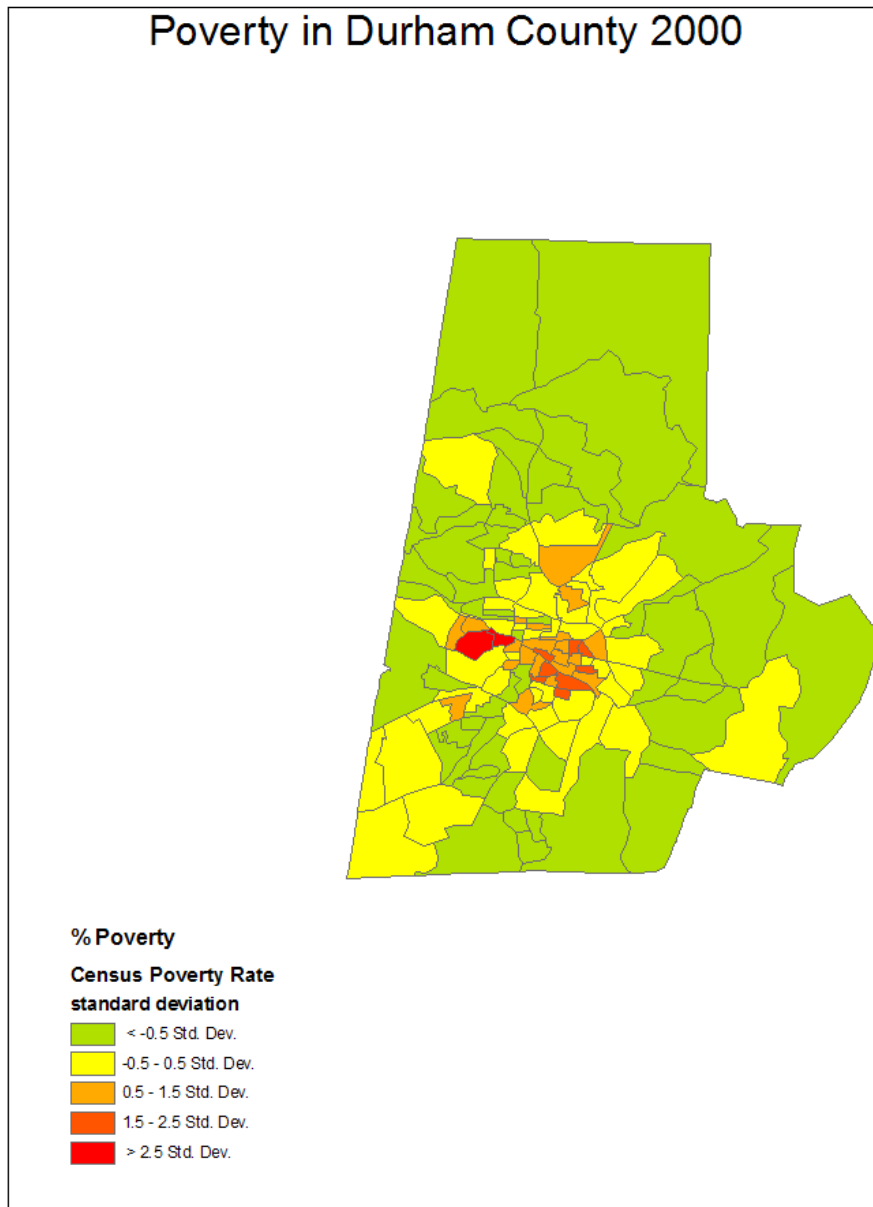 Poverty in Durham County 2000
% Poverty
Census Poverty Rate
standard deviation
< -0.5 Std. Dev.
-0.5 - 0.5 Std. Dev.
0.5 - 1.5 Std. Dev.
1.5 - 2.5 Std. Dev.
> 2.5 Std. Dev.